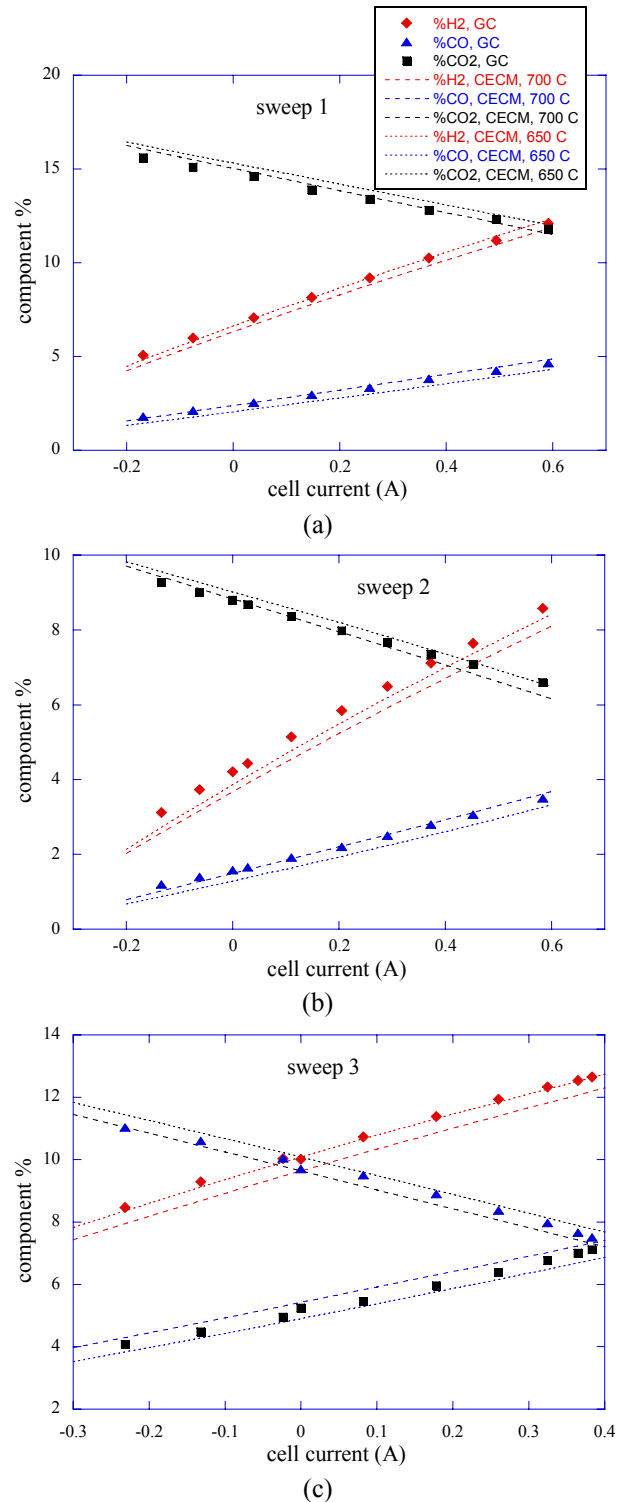 %H2, GC
%CO, GC
%CO2, GC
%H2, CECM, 700 C
%CO, CECM, 700 C
%CO2, CECM, 700 C
%H2, CECM, 650 C
%CO, CECM, 650 C
%CO2, CECM, 650 C
sweep 1
component %
20
15
10
5
0
-0.2 0 0.2 0.4 0.6
cell current (A)
(a)
sweep 2
component %
10
8
6
4
2
0
-0.2 0 0.2 0.4 0.6
cell current (A)
(b)
sweep 3
component %
14
12
10
8
6
4
2
-0.3 -0.2 -0.1 0 0.1 0.2 0.3 0.4
cell current (A)
(c)